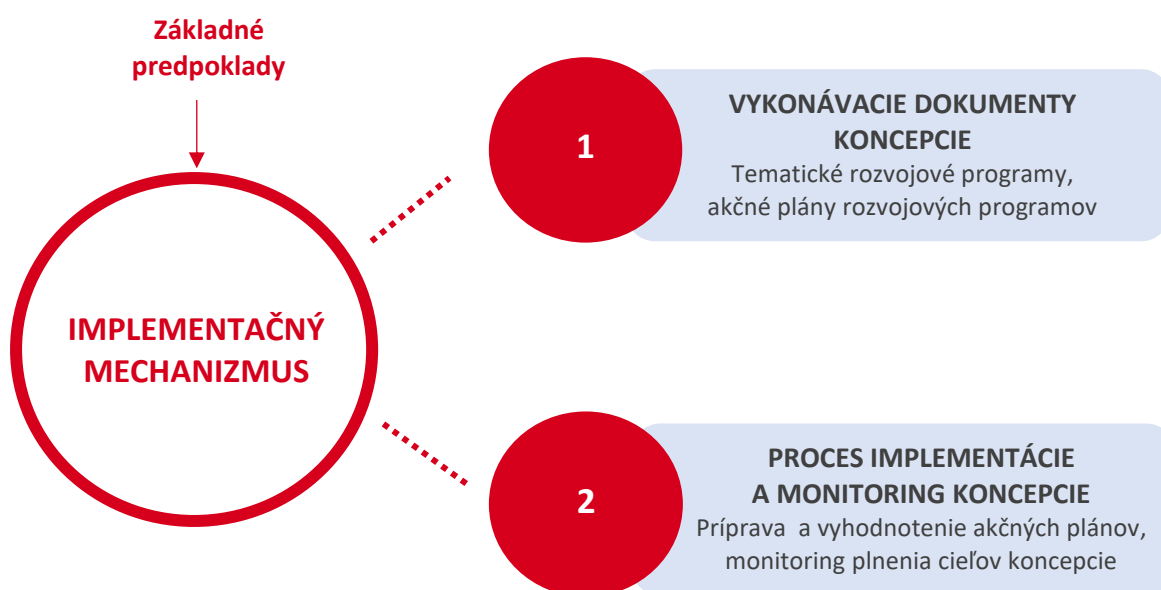 Základné
predpoklady
IMPLEMENTAČNÝ
MECHANIZMUS
1
VYKONÁVACIE DOKUMENTY
KONCEPCIE
Tematické rozvojové programy,
akčné plány rozvojových programov
2
PROCES IMPLEMENTÁCIE
A MONITORING KONCEPCIE
Príprava  a vyhodnotenie akčných plánov,
monitoring plnenia cieľov koncepcie